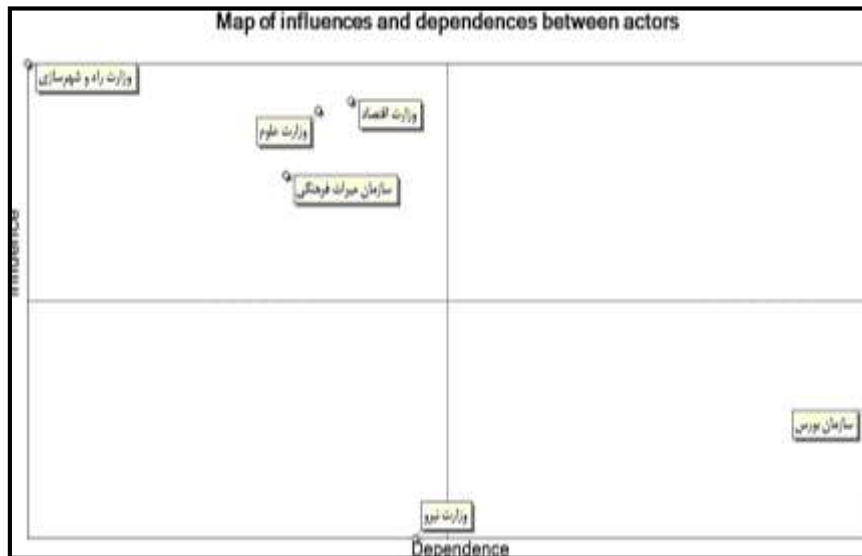 Map of influences and dependences between actors
وزارت راه و شهرسازی
وزارت اقتصاد
وزارت علوم
سازمان میراث فرهنگی
Influence
سازمان بورس
وزارت نیرو
Dependence